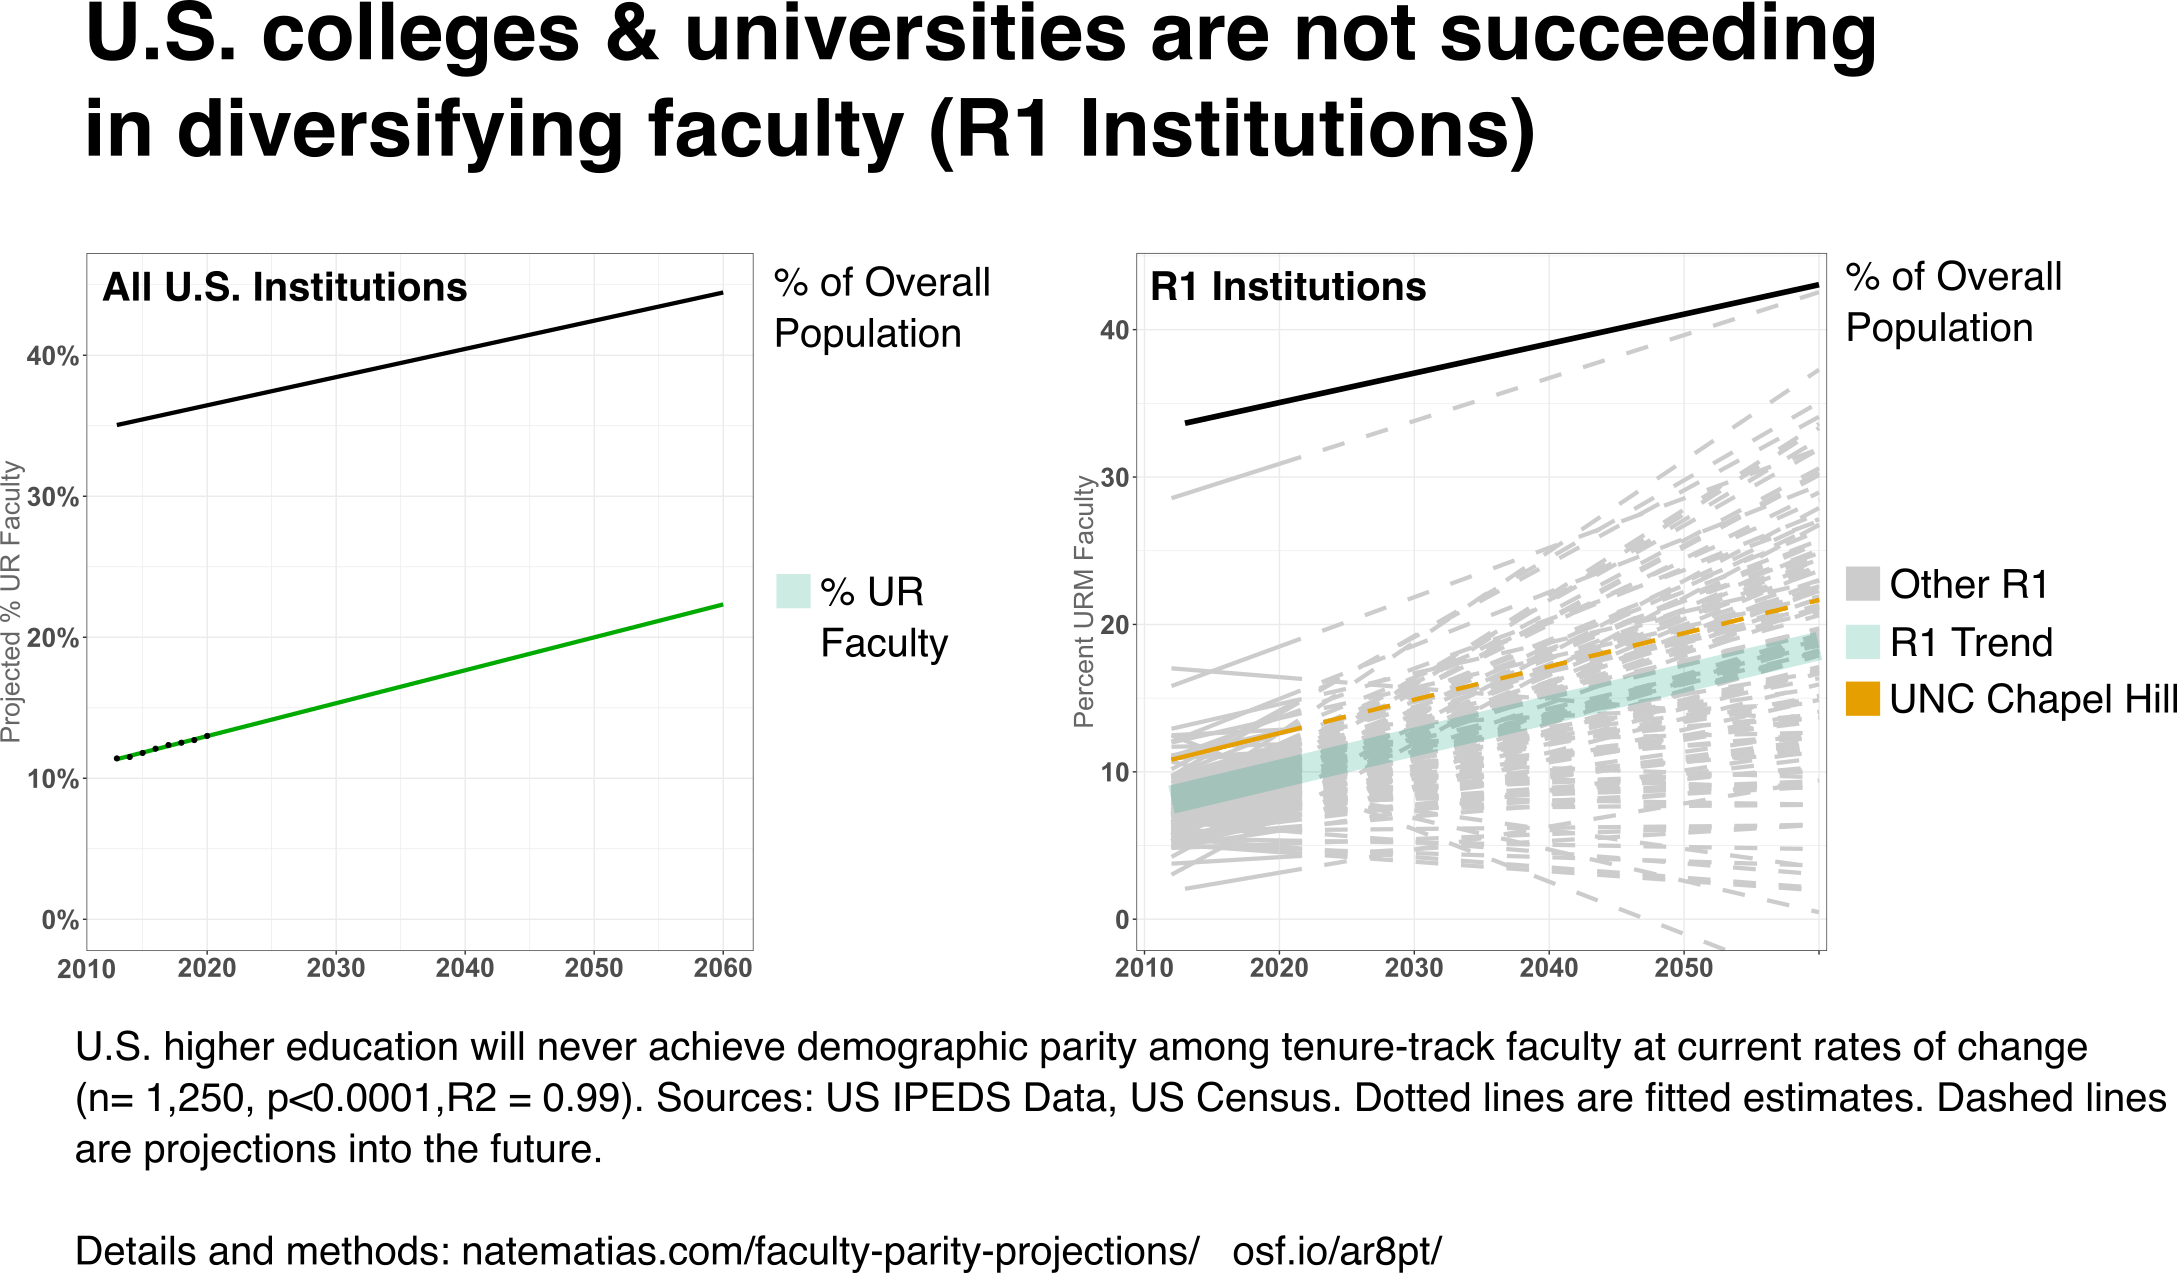 U.S. colleges & universities are not succeeding
in diversifying faculty (R1 Institutions)
All U.S. Institutions
% of Overall
Population
% UR
Faculty
Projected % UR Faculty
40%
30%
20%
10%
0%
2010 2020 2030 2040 2050 2060
R1 Institutions
% of Overall
Population
Other R1
R1 Trend
UNC Chapel Hill
Percent URM Faculty
40
30
20
10
0
2010 2020 2030 2040 2050
U.S. higher education will never achieve demographic parity among tenure-track faculty at current rates of change
(n= 1,250, p<0.0001,R2 = 0.99). Sources: US IPEDS Data, US Census. Dotted lines are fitted estimates. Dashed lines
are projections into the future.
Details and methods: natematias.com/faculty-parity-projections/ osf.io/ar8pt/